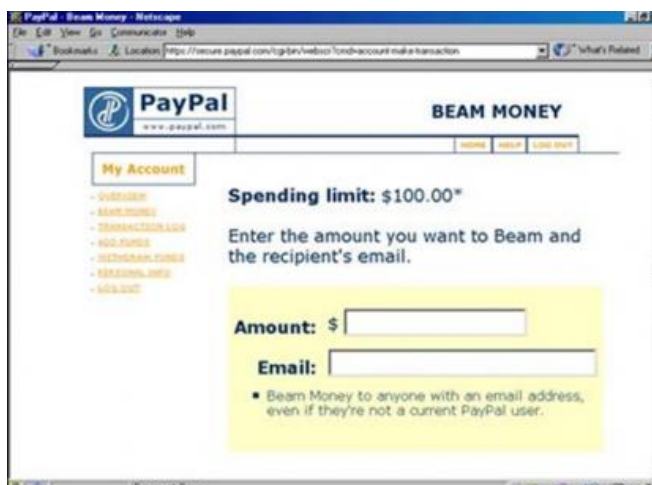 PayPal - Beam Money - Netscape
File Edit View Go Communicator Help
Bookmarks Location: https://secure.paypal.com/cgi-bin/webscr?cmd=account-make-transaction What's Related
PayPal
www.paypal.com
BEAM MONEY
HOME HELP LOG OUT
My Account
- OVERVIEW
- BEAM MONEY
- TRANSACTION LOG
- ADD FUNDS
- WITHDRAW FUNDS
- PERSONAL INFO
- LOG OUT
Spending limit: $100.00*
Enter the amount you want to Beam and
the recipient's email.
Amount: $
Email:
▪ Beam Money to anyone with an email address,
even if they're not a current PayPal user.